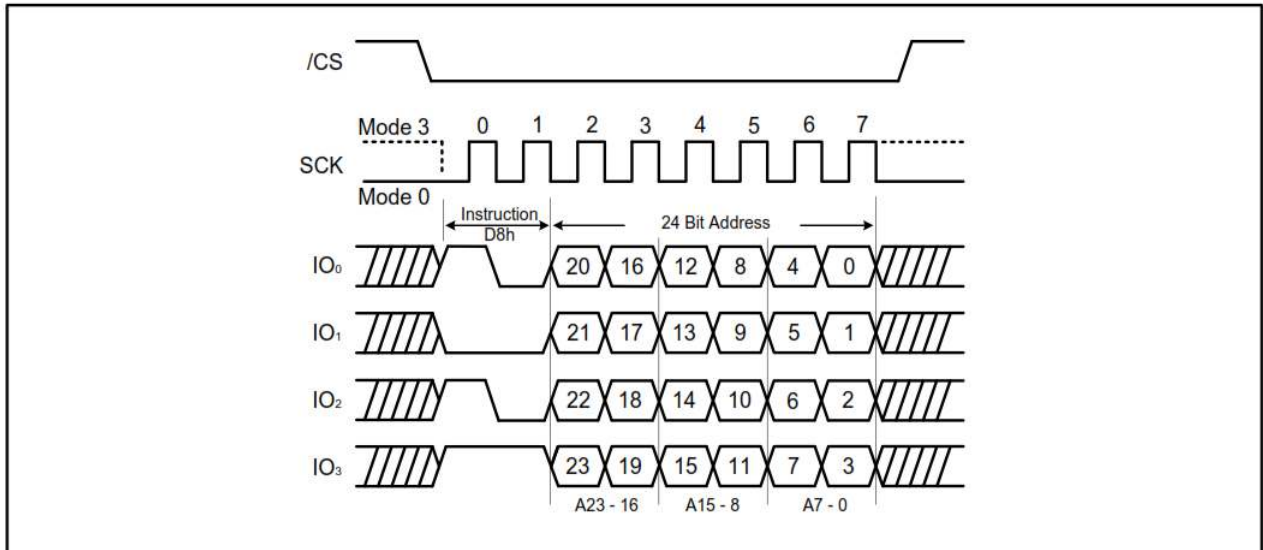 /CS
Mode 3 0 1 2 3 4 5 6 7
SCK
Mode 0
Instruction 24 Bit Address
D8h
IO₀ 20 16 12 8 4 0
IO₁ 21 17 13 9 5 1
IO₂ 22 18 14 10 6 2
IO₃ 23 19 15 11 7 3
A23 - 16 A15 - 8 A7 - 0